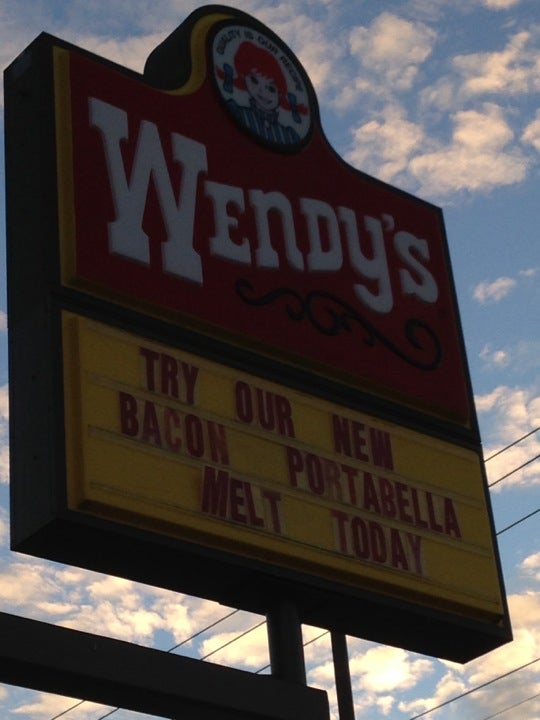 QUALITY IS OUR RECIPE
WENDY'S
TRY OUR NEW
BACON PORTABELLA
MELT TODAY